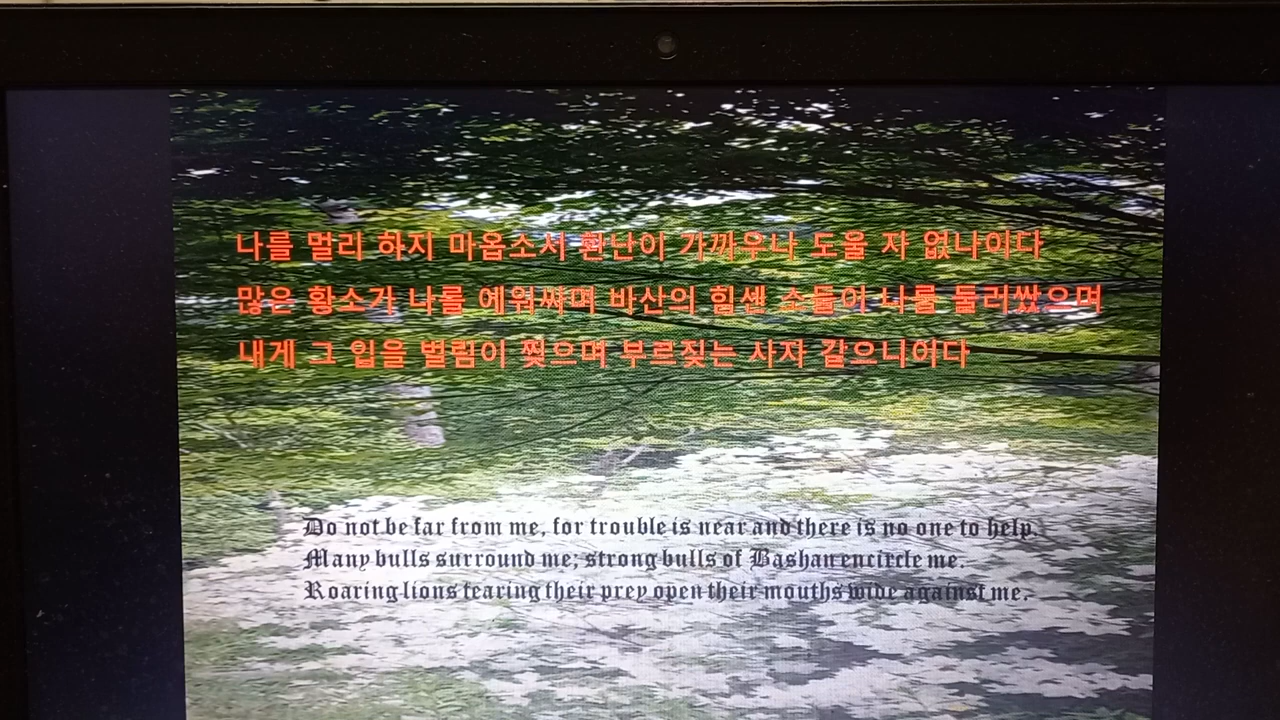 나를 멀리 하지 마옵소서 환난이 가까우나 도울 자 없나이다
많은 황소가 나를 에워싸며 바산의 힘센 소들이 나를 둘러쌌으며
내게 그 입을 벌림이 찢으며 부르짖는 사자 같으니이다
Do not be far from me, for trouble is near and there is no one to help.
Many bulls surround me; strong bulls of Bashan encircle me.
Roaring lions tearing their prey open their mouths wide against me.